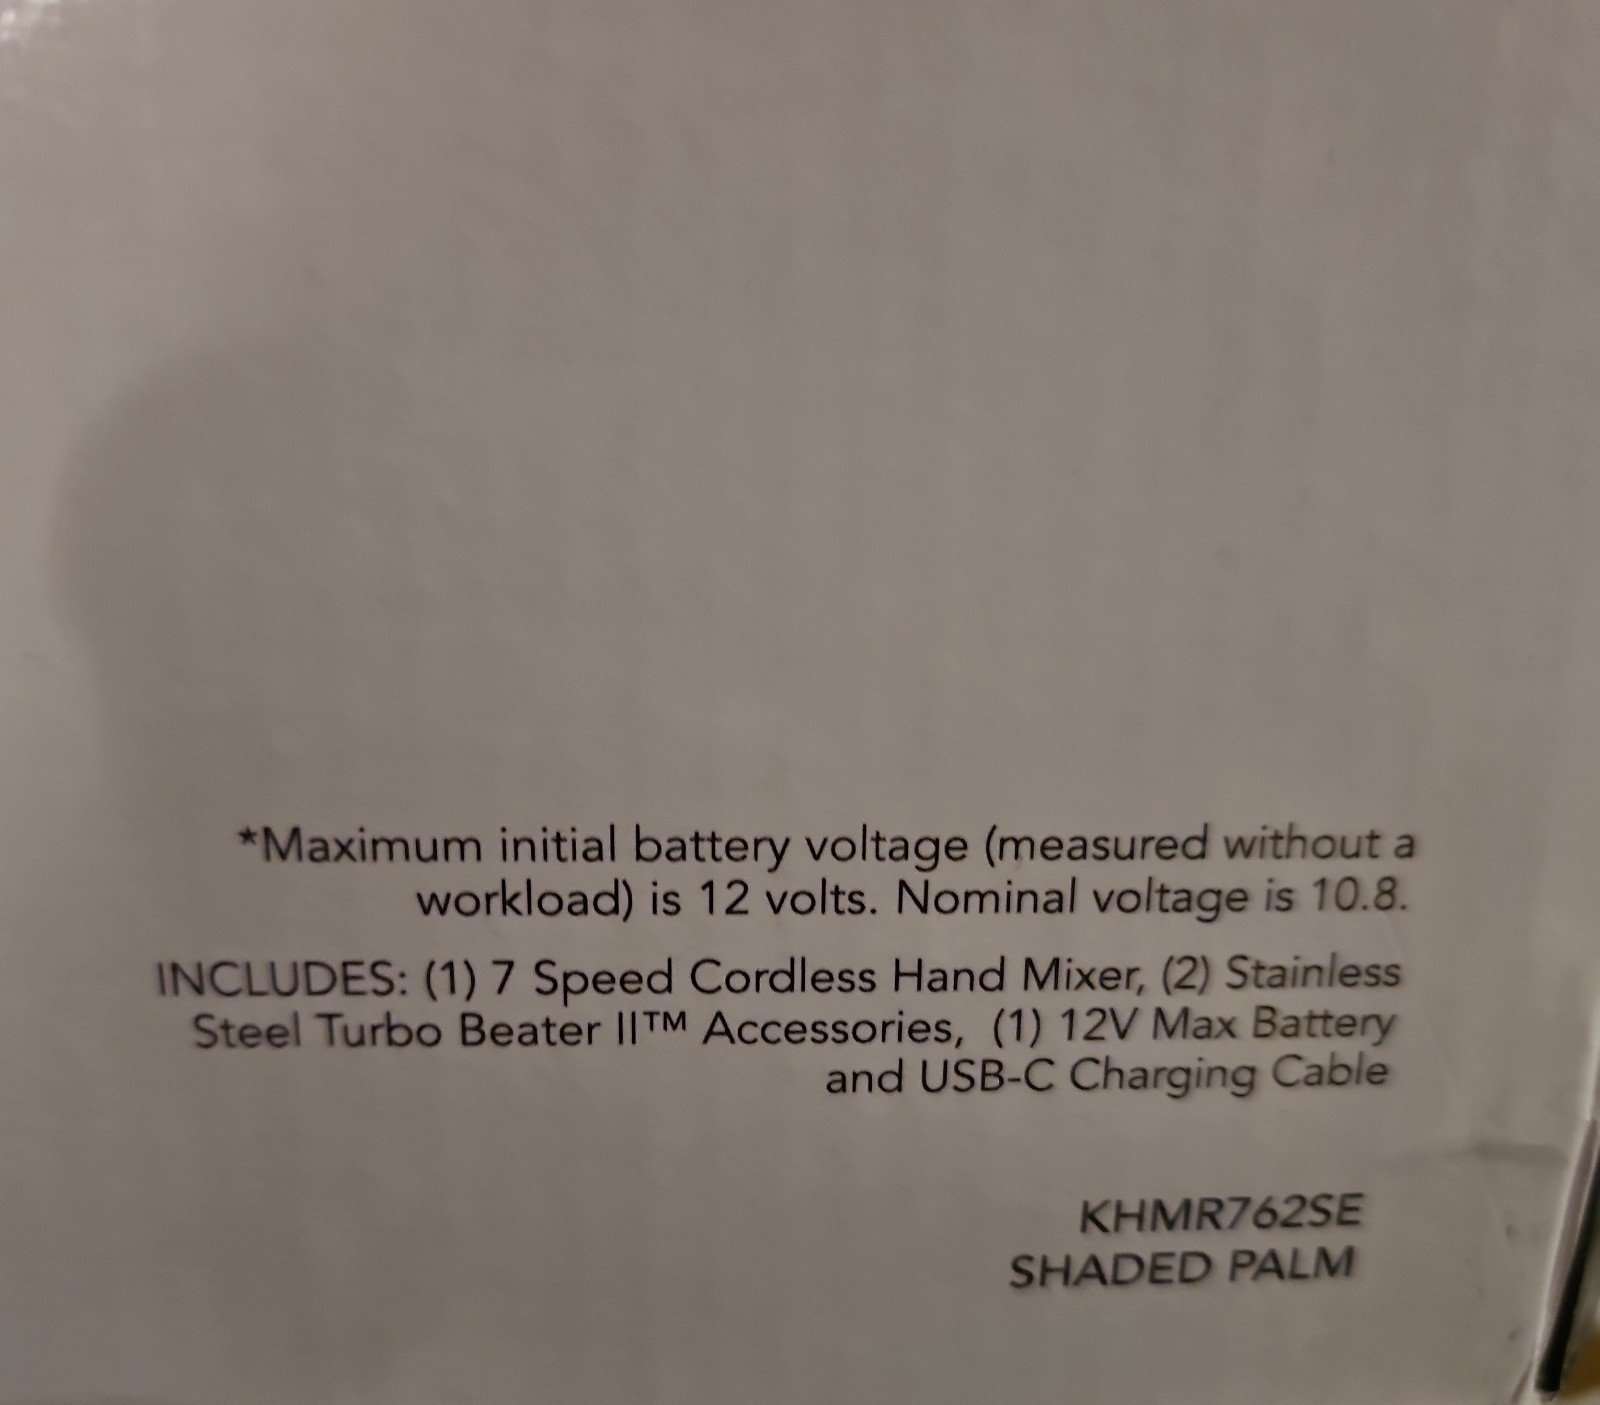 *Maximum initial battery voltage (measured without a
workload) is 12 volts. Nominal voltage is 10.8.
INCLUDES: (1) 7 Speed Cordless Hand Mixer, (2) Stainless
Steel Turbo Beater II™ Accessories, (1) 12V Max Battery
and USB-C Charging Cable
KHMR762SE
SHADED PALM